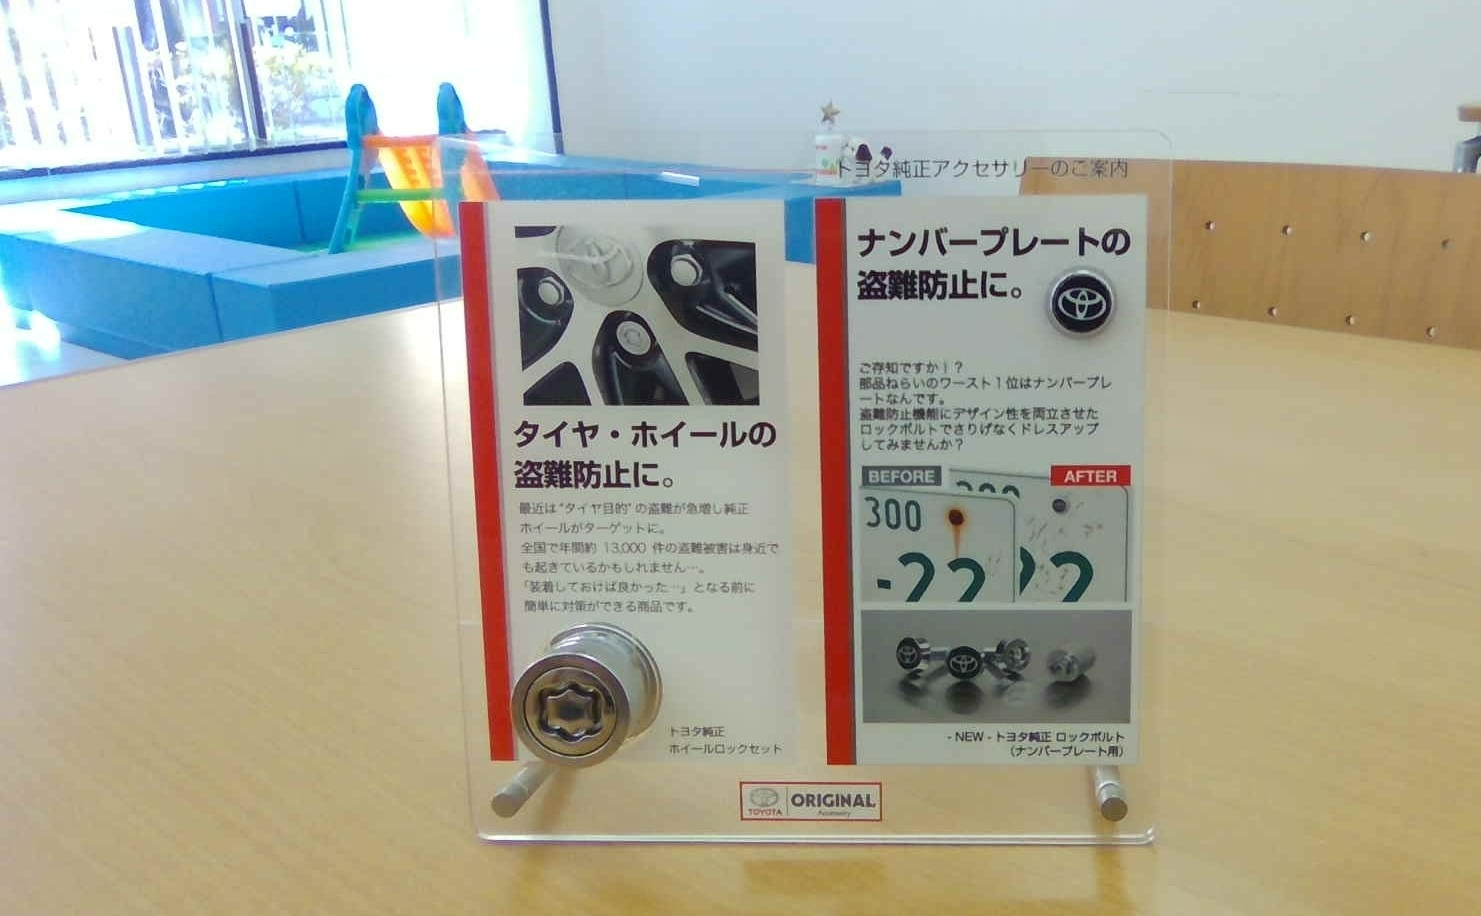 トヨタ純正アクセサリーのご案内
タイヤ・ホイールの
盗難防止に。
最近は"タイヤ目的"の盗難が急増し純正
ホイールがターゲットに。
全国で年間約 13,000 件の盗難被害は身近で
も起きているかもしれません…。
「装着しておけば良かった…」となる前に
簡単に対策ができる商品です。
トヨタ純正
ホイールロックセット
ナンバープレートの
盗難防止に。
ご存知ですか！？
部品ねらいのワースト1位はナンバープレ
ートなんです。
盗難防止機能にデザイン性を両立させた
ロックボルトでさりげなくドレスアップ
してみませんか？
BEFORE
AFTER
300
-22
- NEW - トヨタ純正 ロックボルト
（ナンバープレート用）
TOYOTA
ORIGINAL
Accessory